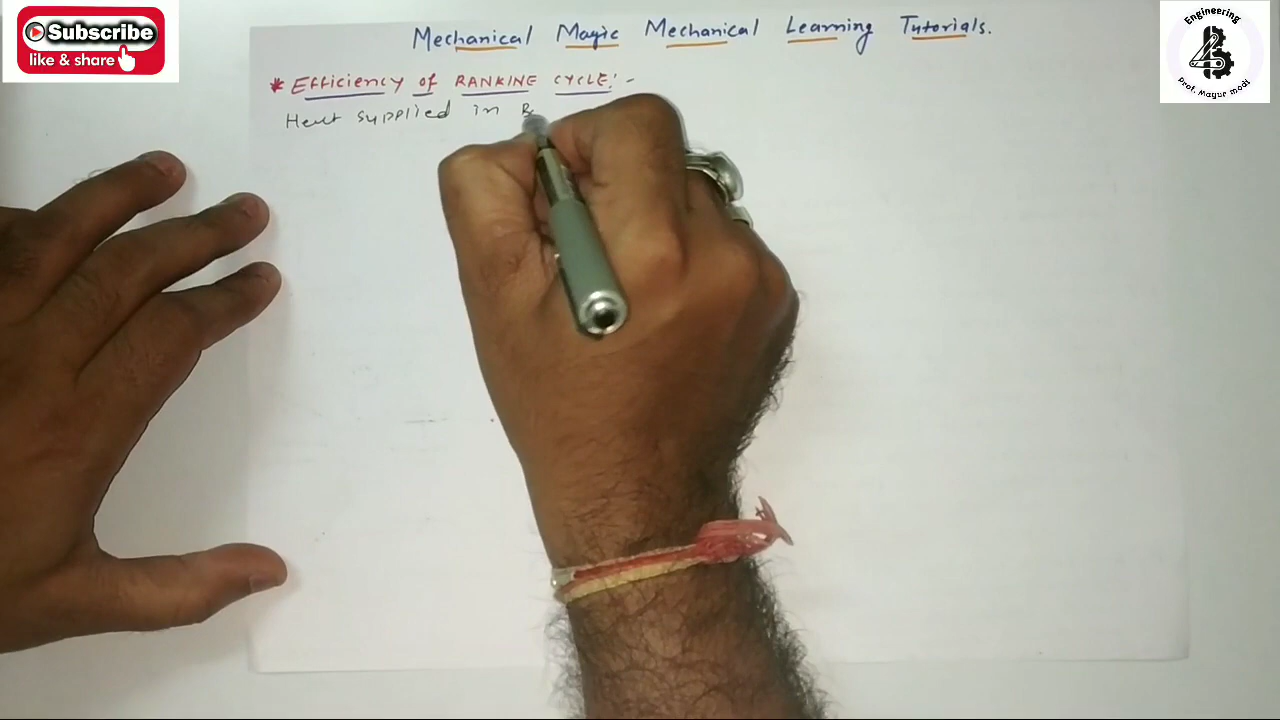 Subscribe
like & share
Mechanical Magic Mechanical Learning Tutorials.
Engineering
4
Prof. Mayur modi
* Efficiency of RANKINE CYCLE:-
Heat supplied in B